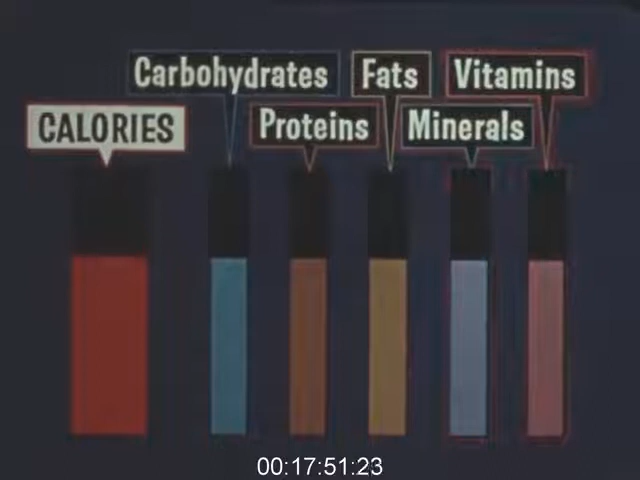 Carbohydrates
Fats
Vitamins
CALORIES
Proteins
Minerals
00:17:51:23